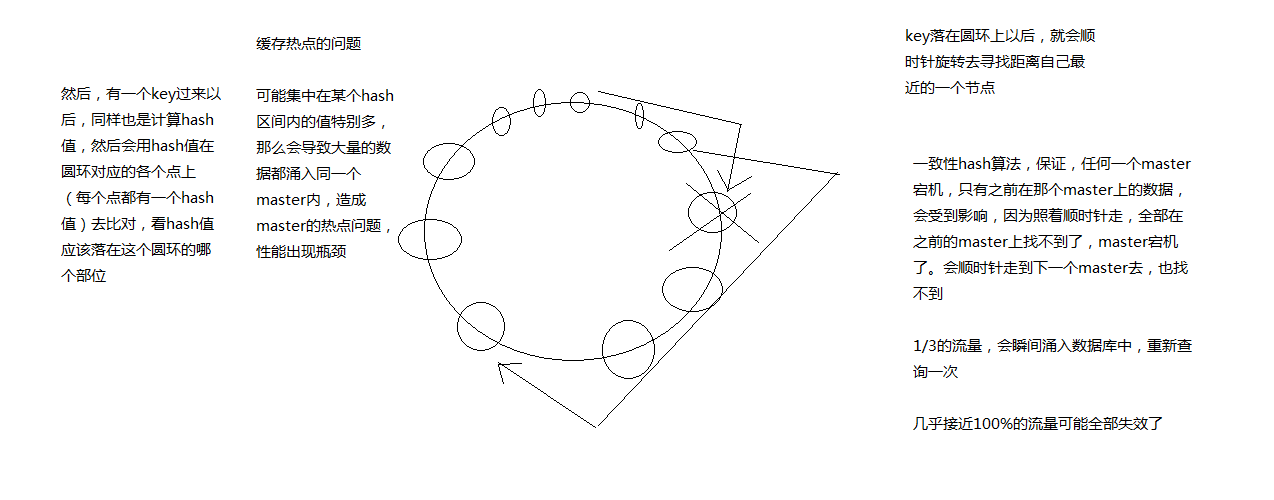 然后，有一个key过来以
后，同样也是计算hash
值，然后会用hash值在
圆环对应的各个点上
（每个点都有一个hash
值）去比对，看hash值
应该落在这个圆环的哪
个部位
缓存热点的问题
可能集中在某个hash
区间内的值特别多，
那么会导致大量的数
据都涌入同一个
master内，造成
master的热点问题，
性能出现瓶颈
key落在圆环上以后，就会顺
时针旋转去寻找距离自己最
近的一个节点
一致性hash算法，保证，任何一个master
宕机，只有之前在那个master上的数据，
会受到影响，因为照着顺时针走，全部在
之前的master上找不到了，master宕机
了。会顺时针走到下一个master去，也找
不到
1/3的流量，会瞬间涌入数据库中，重新查
询一次
几乎接近100%的流量可能全部失效了